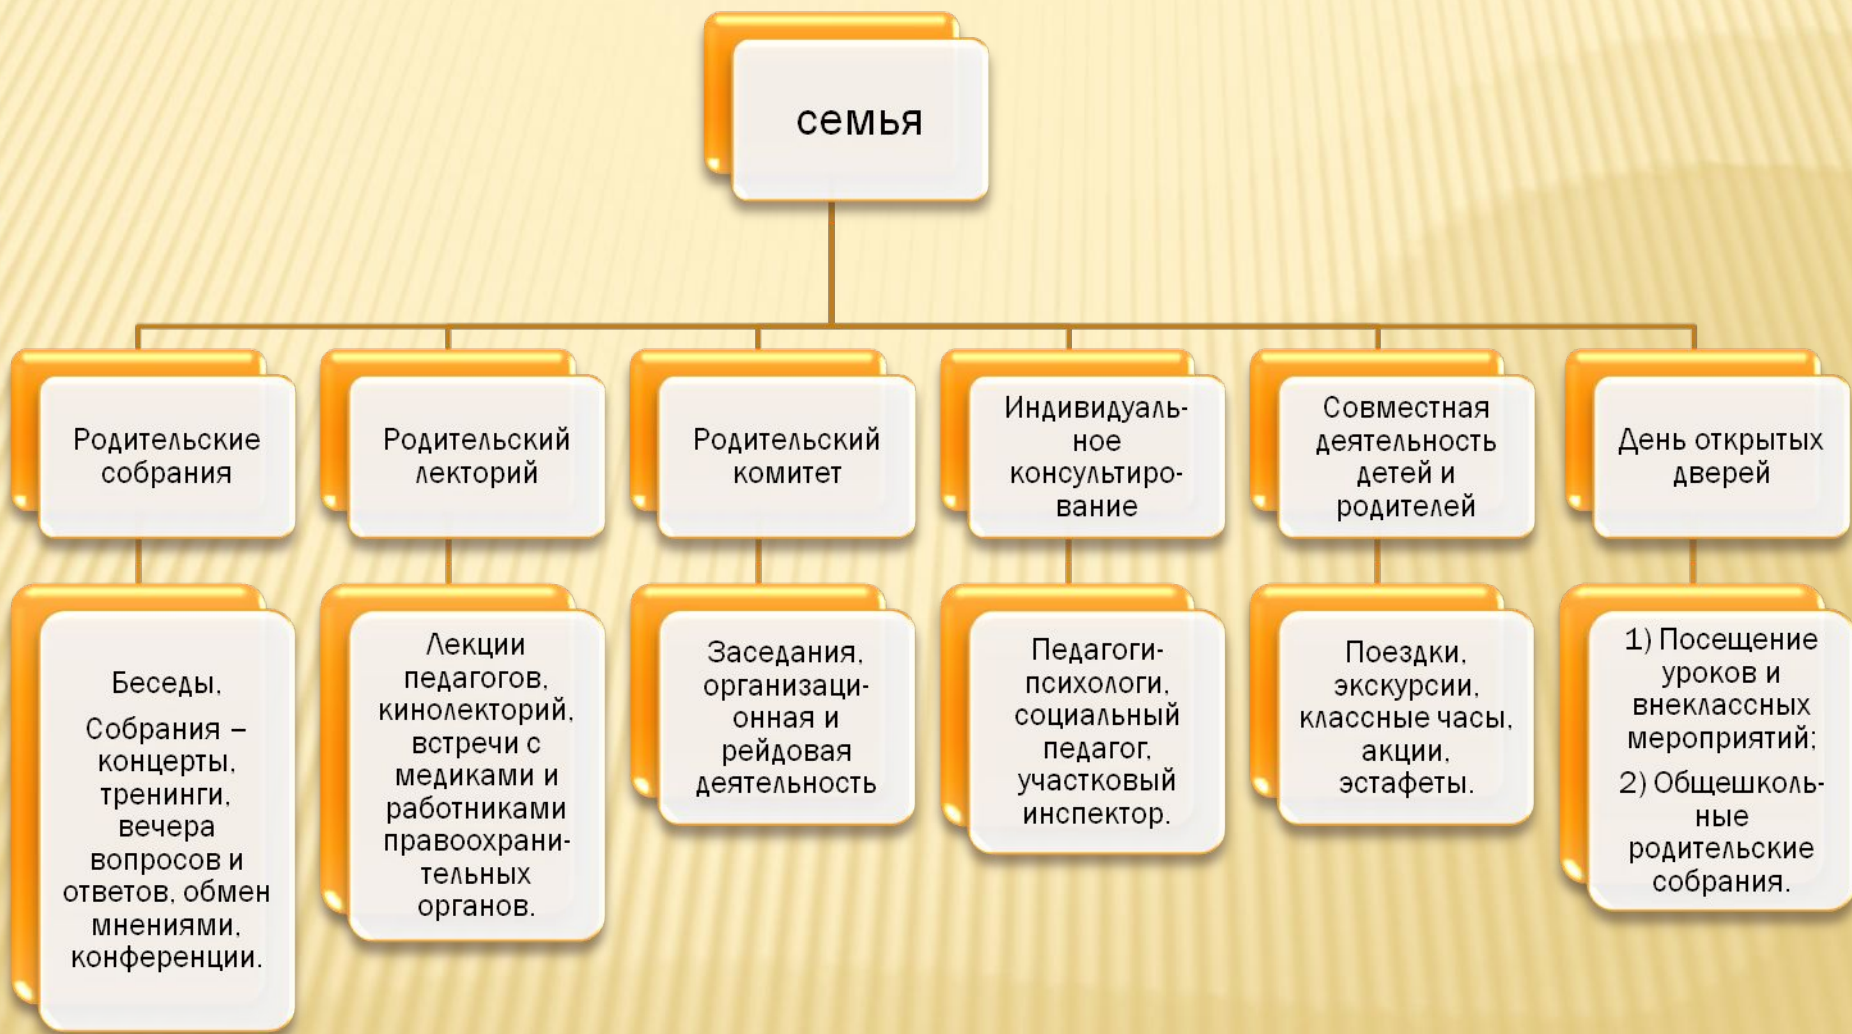 семья
Родительские
собрания
Родительский
лекторий
Родительский
комитет
Индивидуаль-
ное
консультиро-
вание
Совместная
деятельность
детей и
родителей
День открытых
дверей
Беседы,
Собрания –
концерты,
тренинги,
вечера
вопросов и
ответов, обмен
мнениями,
конференции.
Лекции
педагогов,
кинолекторий,
встречи с
медиками и
работниками
правоохрани-
тельных
органов.
Заседания,
организаци-
онная и
рейдовая
деятельность
Педагоги-
психологи,
социальный
педагог,
участковый
инспектор.
Поездки,
экскурсии,
классные часы,
акции,
эстафеты.
1) Посещение
уроков и
внеклассных
мероприятий;
2) Общешколь-
ные
родительские
собрания.